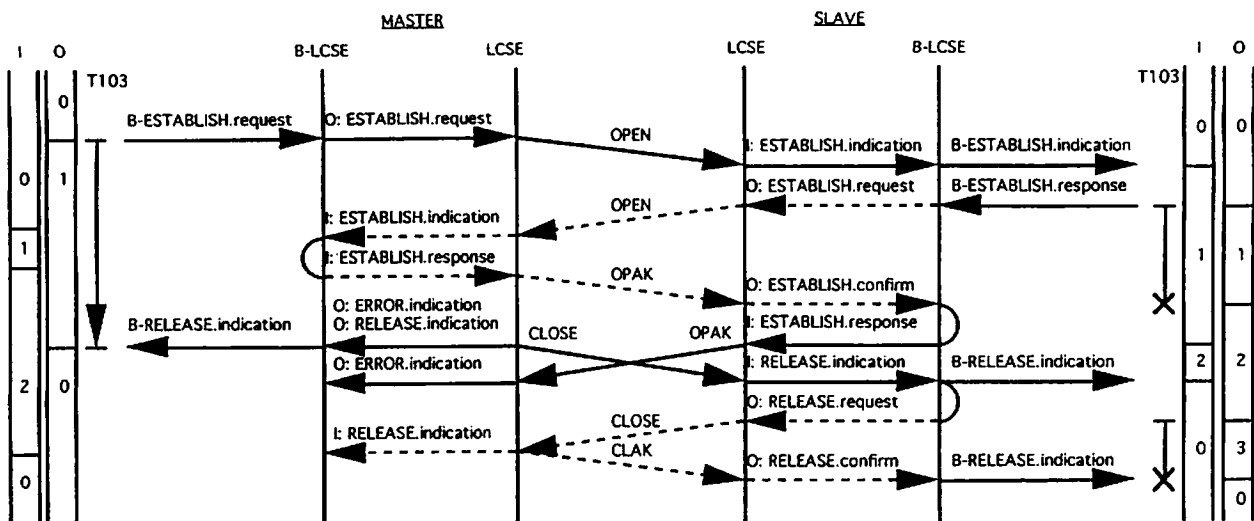 MASTER
SLAVE
I O B-LCSE LCSE LCSE B-LCSE I O
T103 T103
0 0 0
B-ESTABLISH.request O: ESTABLISH.request OPEN
I: ESTABLISH.indication B-ESTABLISH.indication
0 1
O: ESTABLISH.request B-ESTABLISH.response
OPEN
I: ESTABLISH.indication
1 1 1
I: ESTABLISH.response
OPAK
O: ESTABLISH.confirm
O: ERROR.indication
B-RELEASE.indication O: RELEASE.indication CLOSE OPAK I: ESTABLISH.response
O: ERROR.indication I: RELEASE.indication B-RELEASE.indication
2 2
2 0
O: RELEASE.request
CLOSE
I: RELEASE.indication
CLAK
0 3
O: RELEASE.confirm B-RELEASE.indication
0 0